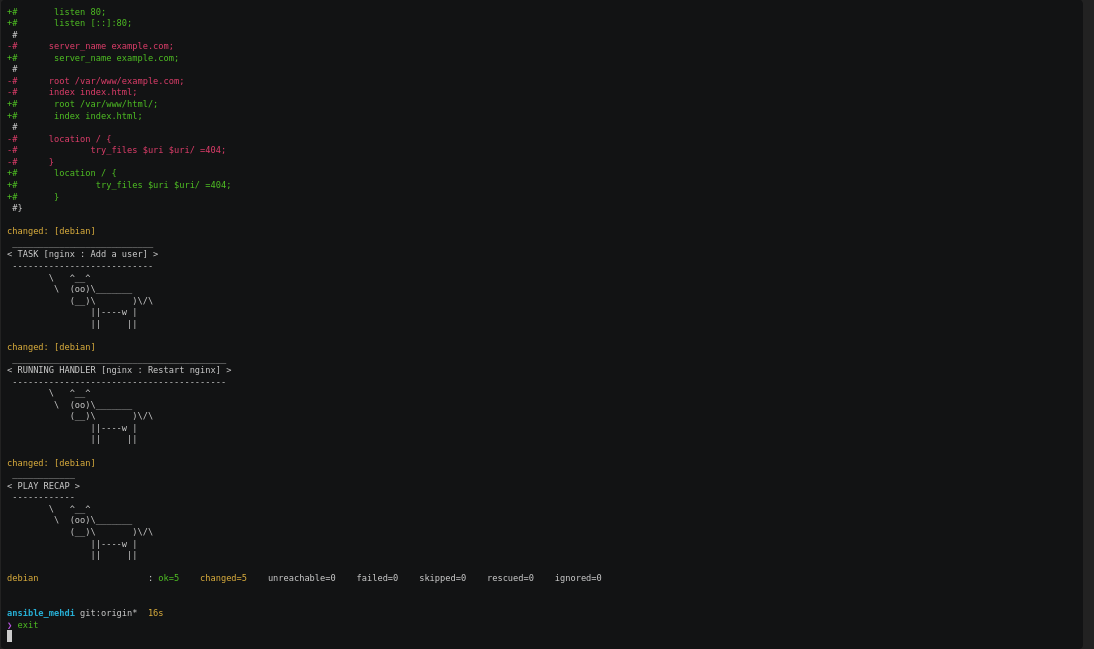 +#       listen 80;
+#       listen [::]:80;
 #
-#      server_name example.com;
+#       server_name example.com;
 #
-#      root /var/www/example.com;
-#      index index.html;
+#       root /var/www/html/;
+#       index index.html;
 #
-#      location / {
-#              try_files $uri $uri/ =404;
-#      }
+#       location / {
+#               try_files $uri $uri/ =404;
+#       }
 #}

changed: [debian]
 ___________________________
< TASK [nginx : Add a user] >
 ---------------------------
        \   ^__^
         \  (oo)\_______
            (__)\       )\/\
                ||----w |
                ||     ||

changed: [debian]
 _________________________________________
< RUNNING HANDLER [nginx : Restart nginx] >
 -----------------------------------------
        \   ^__^
         \  (oo)\_______
            (__)\       )\/\
                ||----w |
                ||     ||

changed: [debian]
 ____________
< PLAY RECAP >
 ------------
        \   ^__^
         \  (oo)\_______
            (__)\       )\/\
                ||----w |
                ||     ||

debian                     : ok=5    changed=5    unreachable=0    failed=0    skipped=0    rescued=0    ignored=0

ansible_mehdi git:origin*  16s
❯ exit